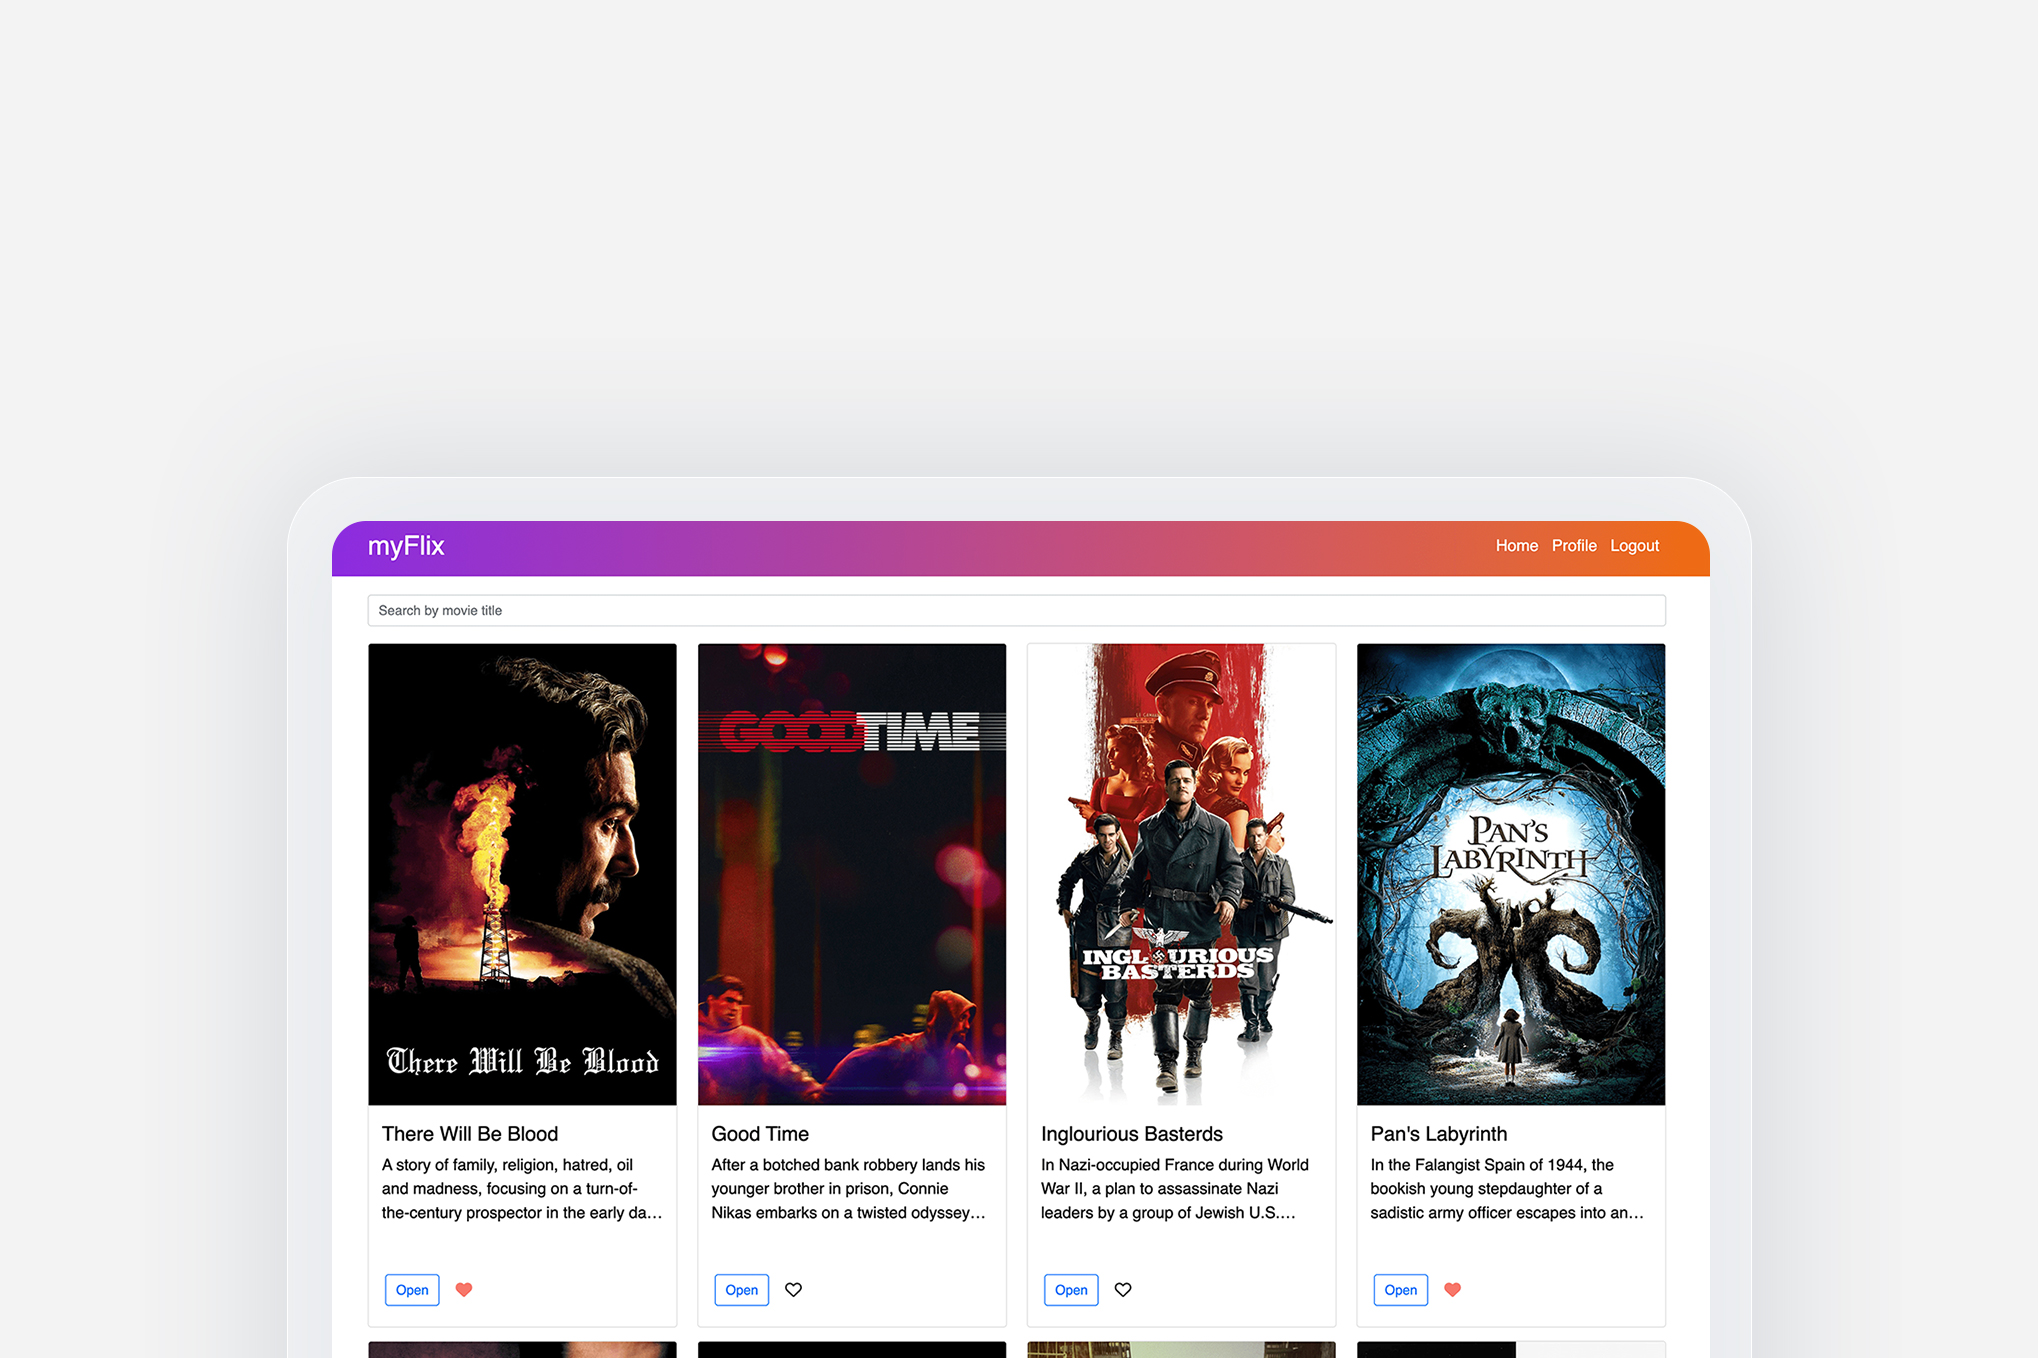 myFlix
Home Profile Logout
Search by movie title
There Will Be Blood
GOODTIME
INGLOURIOUS
BASTERDS
PAN'S
LABYRINTH
There Will Be Blood
A story of family, religion, hatred, oil
and madness, focusing on a turn-of-
the-century prospector in the early da…
Open
Good Time
After a botched bank robbery lands his
younger brother in prison, Connie
Nikas embarks on a twisted odyssey…
Open
Inglourious Basterds
In Nazi-occupied France during World
War II, a plan to assassinate Nazi
leaders by a group of Jewish U.S.…
Open
Pan's Labyrinth
In the Falangist Spain of 1944, the
bookish young stepdaughter of a
sadistic army officer escapes into an…
Open